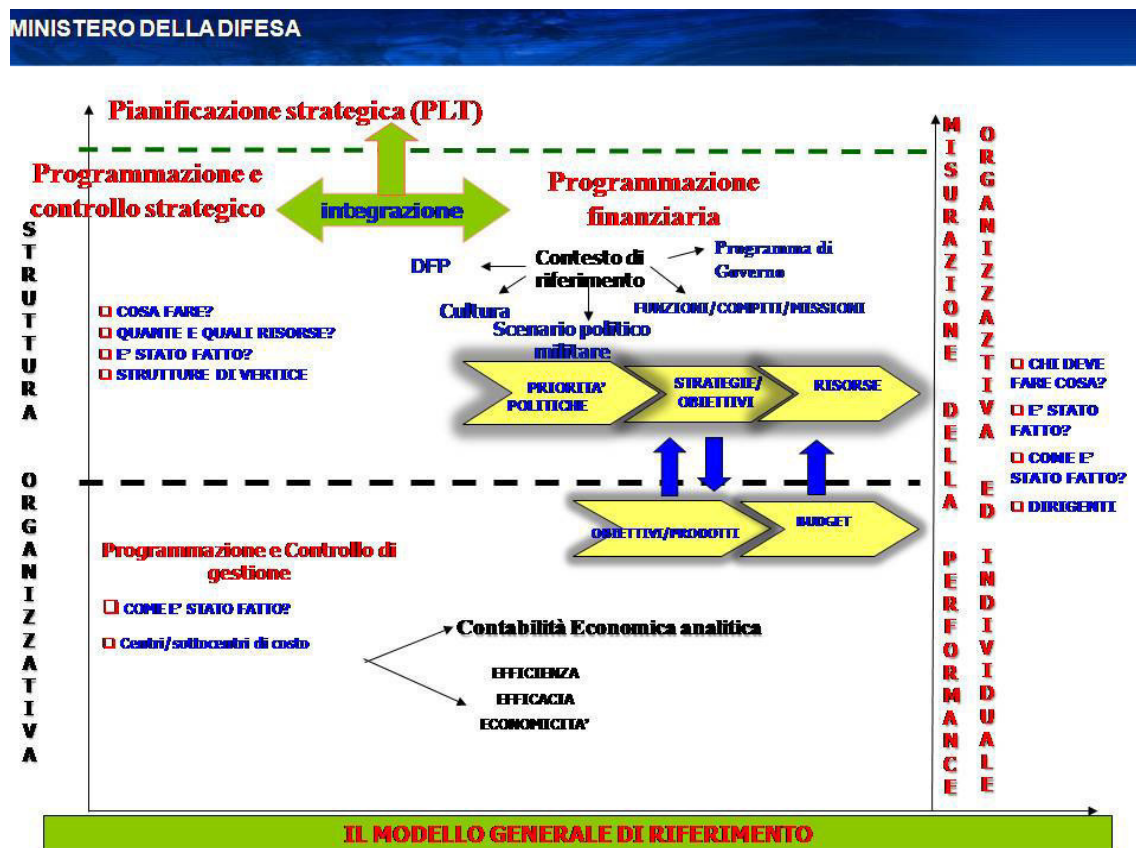 MINISTERO DELLA DIFESA
Pianificazione strategica (PLT)
Programmazione e
controllo strategico
integrazione
Programmazione
finanziaria
DFP
Contesto di
riferimento
Programma di
Governo
Cultura
FUNZIONI/COMPITI/MISSIONI
Scenario politico
militare
❑ COSA FARE?
❑ QUANTE E QUALI RISORSE?
❑ E' STATO FATTO?
❑ STRUTTURE DI VERTICE
PRIORITA'
POLITICHE
STRATEGIE/
OBIETTIVI
RISORSE
OBIETTIVI/PRODOTTI
BUDGET
Programmazione e Controllo di
gestione
❑ COME E' STATO FATTO?
❑ Centri/sottocentri di costo
Contabilità Economica analitica
EFFICIENZA
EFFICACIA
ECONOMICITA'
STRUTTURA ORGANIZZATIVA
MISURAZIONE DELLA PERFORMANCE
ORGANIZZAZTIVA ED INDIVIDUALE
❑ CHI DEVE
FARE COSA?
❑ E' STATO
FATTO?
❑ COME E'
STATO FATTO?
❑ DIRIGENTI
IL MODELLO GENERALE DI RIFERIMENTO